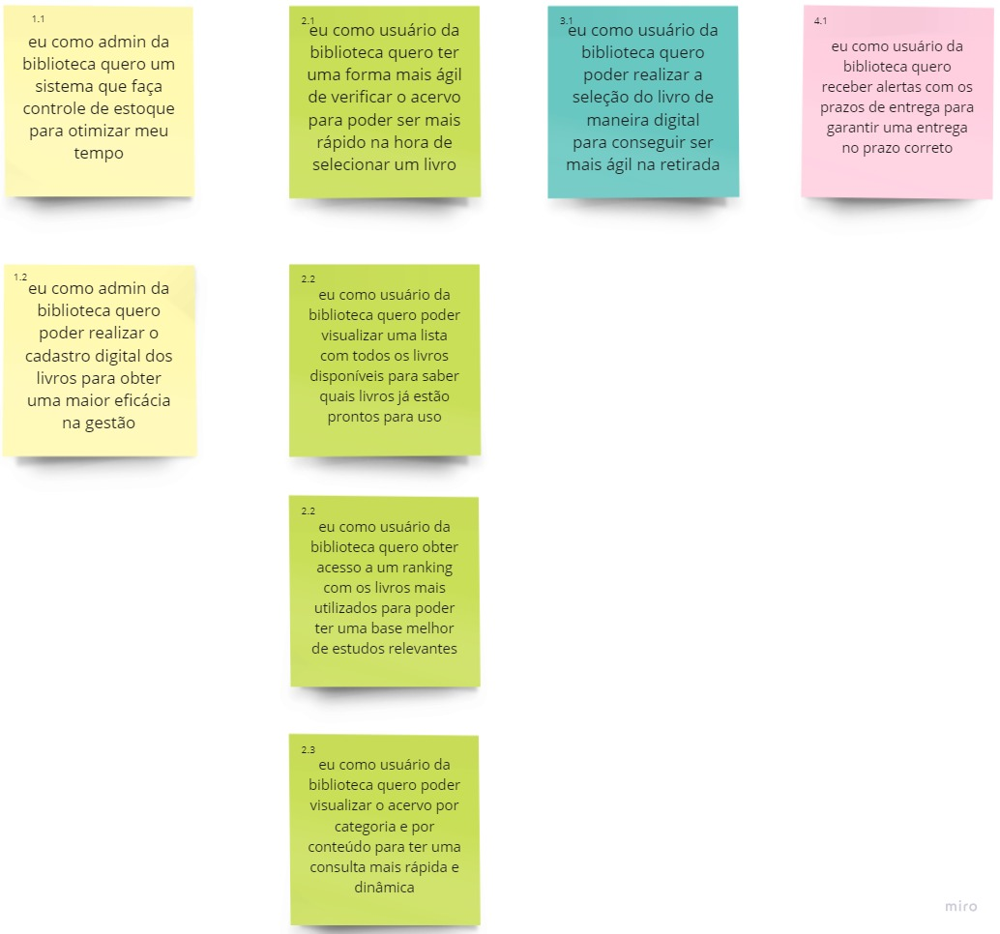 1.1
eu como admin da
biblioteca quero um
sistema que faça
controle de estoque
para otimizar meu
tempo
2.1
eu como usuário da
biblioteca quero ter
uma forma mais ágil
de verificar o acervo
para poder ser mais
rápido na hora de
selecionar um livro
3.1
eu como usuário da
biblioteca quero
poder realizar a
seleção do livro de
maneira digital
para conseguir ser
mais ágil na retirada
4.1
eu como usuário da
biblioteca quero
receber alertas com os
prazos de entrega para
garantir uma entrega
no prazo correto
1.2
eu como admin da
biblioteca quero
poder realizar o
cadastro digital dos
livros para obter
uma maior eficácia
na gestão
2.2
eu como usuário da
biblioteca quero poder
visualizar uma lista
com todos os livros
disponíveis para saber
quais livros já estão
prontos para uso
2.2
eu como usuário da
biblioteca quero obter
acesso a um ranking
com os livros mais
utilizados para poder
ter uma base melhor
de estudos relevantes
2.3
eu como usuário da
biblioteca quero poder
visualizar o acervo por
categoria e por
conteúdo para ter uma
consulta mais rápida e
dinâmica
miro